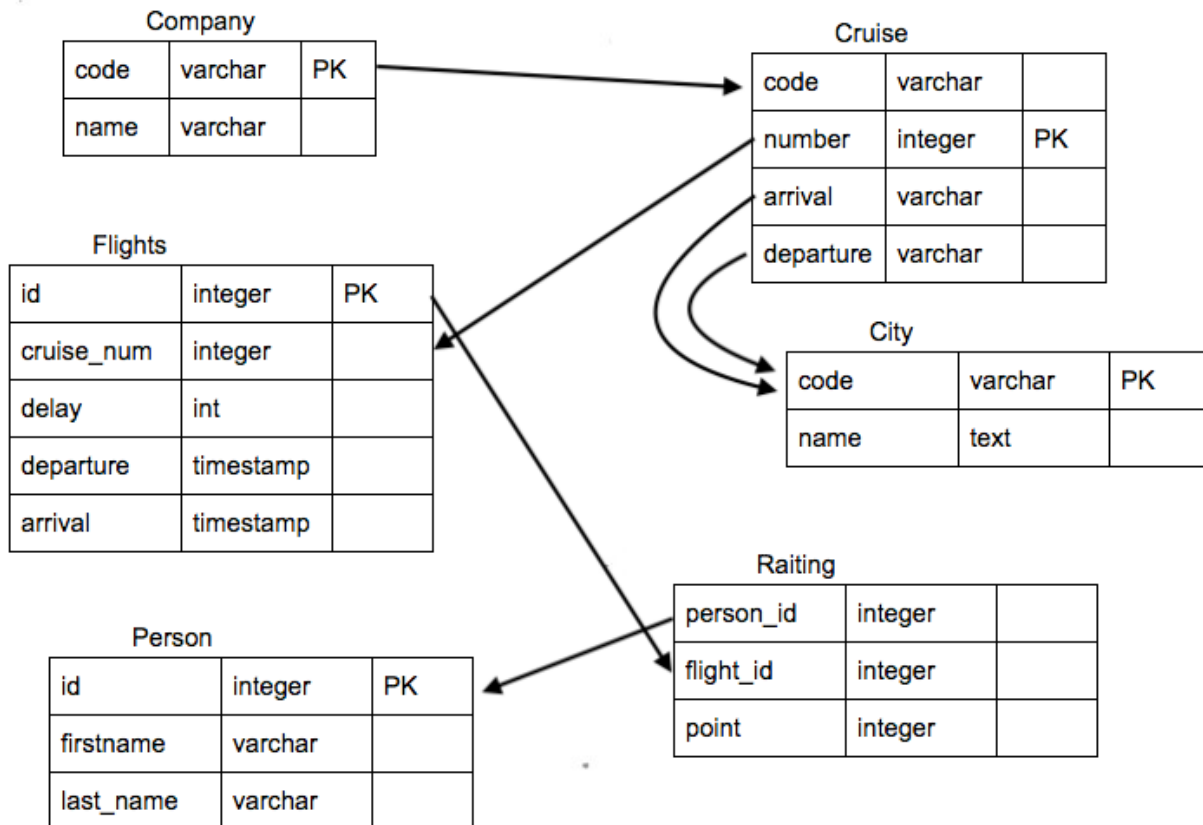 Company
code varchar PK
name varchar
Cruise
code varchar
number integer PK
arrival varchar
departure varchar
Flights
id integer PK
cruise_num integer
delay int
departure timestamp
arrival timestamp
City
code varchar PK
name text
Raiting
person_id integer
flight_id integer
point integer
Person
id integer PK
firstname varchar
last_name varchar